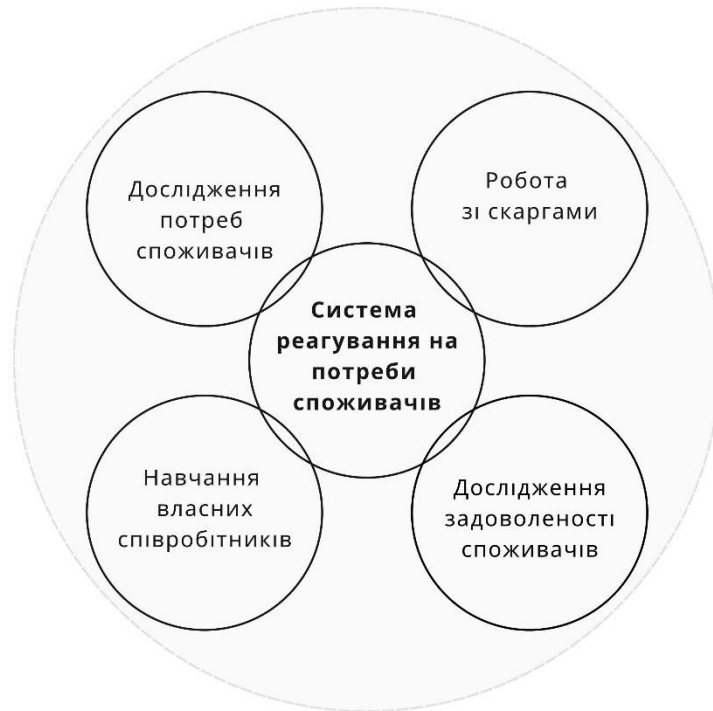 Дослідження
потреб
споживачів
Робота
зі скаргами
Система
реагування на
потреби
споживачів
Навчання
власних
співробітників
Дослідження
задоволеності
споживачів